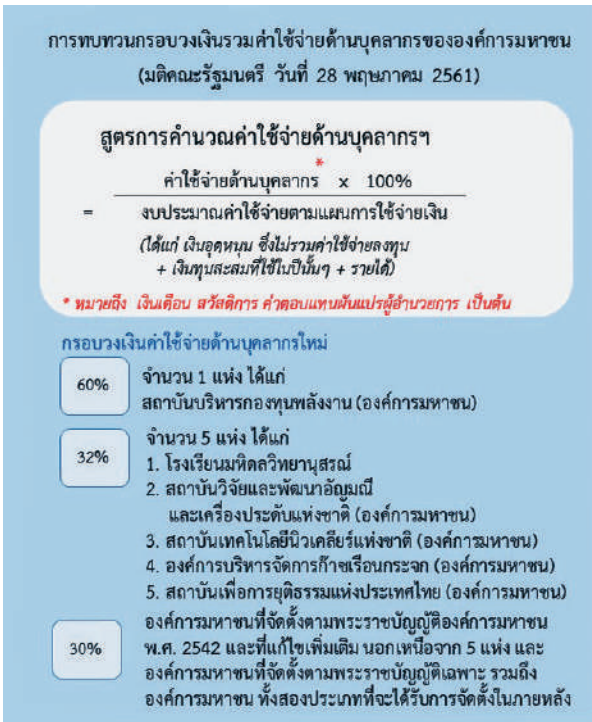 การทบทวนกรอบวงเงินรวมค่าใช้จ่ายด้านบุคลากรขององค์การมหาชน
(มติคณะรัฐมนตรี วันที่ 28 พฤษภาคม 2561)
สูตรการคำนวณค่าใช้จ่ายด้านบุคลากรฯ
ค่าใช้จ่ายด้านบุคลากร* x 100%
= งบประมาณค่าใช้จ่ายตามแผนการใช้จ่ายเงิน
(ได้แก่ เงินอุดหนุน ซึ่งไม่รวมค่าใช้จ่ายลงทุน
+ เงินทุนสะสมที่ใช้ในปีนั้นๆ + รายได้)
* หมายถึง เงินเดือน สวัสดิการ ค่าตอบแทนผันแปรผู้อำนวยการ เป็นต้น
กรอบวงเงินค่าใช้จ่ายด้านบุคลากรใหม่
60%
จำนวน 1 แห่ง ได้แก่
สถาบันบริหารกองทุนพลังงาน (องค์การมหาชน)
32%
จำนวน 5 แห่ง ได้แก่
1. โรงเรียนมหิดลวิทยานุสรณ์
2. สถาบันวิจัยและพัฒนาอัญมณี
และเครื่องประดับแห่งชาติ (องค์การมหาชน)
3. สถาบันเทคโนโลยีนิวเคลียร์แห่งชาติ (องค์การมหาชน)
4. องค์การบริหารจัดการก๊าซเรือนกระจก (องค์การมหาชน)
5. สถาบันเพื่อการยุติธรรมแห่งประเทศไทย (องค์การมหาชน)
30%
องค์การมหาชนที่จัดตั้งตามพระราชบัญญัติองค์การมหาชน
พ.ศ. 2542 และที่แก้ไขเพิ่มเติม นอกเหนือจาก 5 แห่ง และ
องค์การมหาชนที่จัดตั้งตามพระราชบัญญัติเฉพาะ รวมถึง
องค์การมหาชน ทั้งสองประเภทที่จะได้รับการจัดตั้งในภายหลัง